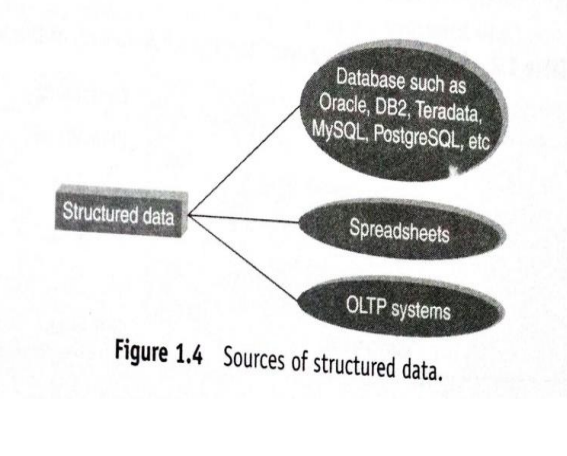 Database such as
Oracle, DB2, Teradata,
MySQL, PostgreSQL, etc
Structured data
Spreadsheets
OLTP systems
Figure 1.4 Sources of structured data.